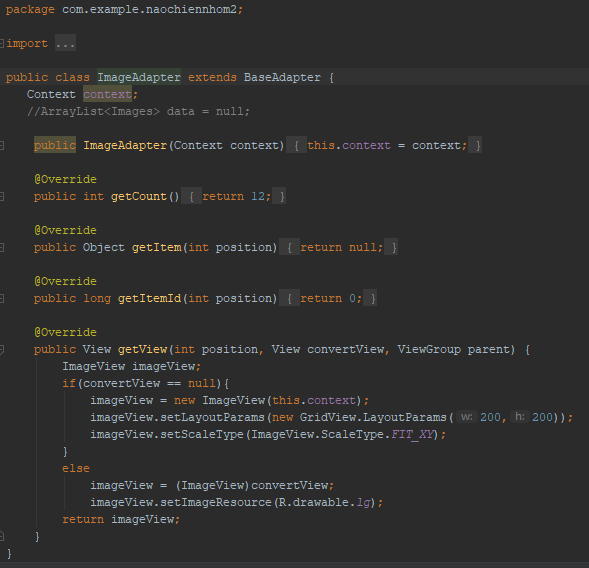 package com.example.naochiennhom2;
import ...
public class ImageAdapter extends BaseAdapter {
Context context;
//ArrayList<Images> data = null;
public ImageAdapter(Context context) { this.context = context; }
@Override
public int getCount() { return 12; }
@Override
public Object getItem(int position) { return null; }
@Override
public long getItemId(int position) { return 0; }
@Override
public View getView(int position, View convertView, ViewGroup parent) {
ImageView imageView;
if(convertView == null){
imageView = new ImageView(this.context);
imageView.setLayoutParams(new GridView.LayoutParams( w: 200, h: 200));
imageView.setScaleType(ImageView.ScaleType.FIT_XY);
}
else
imageView = (ImageView)convertView;
imageView.setImageResource(R.drawable.lg);
return imageView;
}
}